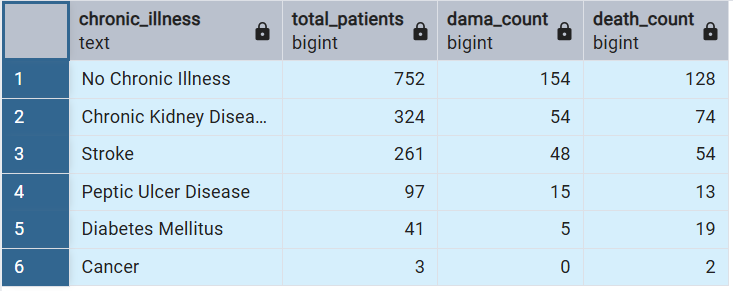 chronic_illness total_patients dama_count death_count
text bigint bigint bigint
1 No Chronic Illness 752 154 128
2 Chronic Kidney Disea... 324 54 74
3 Stroke 261 48 54
4 Peptic Ulcer Disease 97 15 13
5 Diabetes Mellitus 41 5 19
6 Cancer 3 0 2